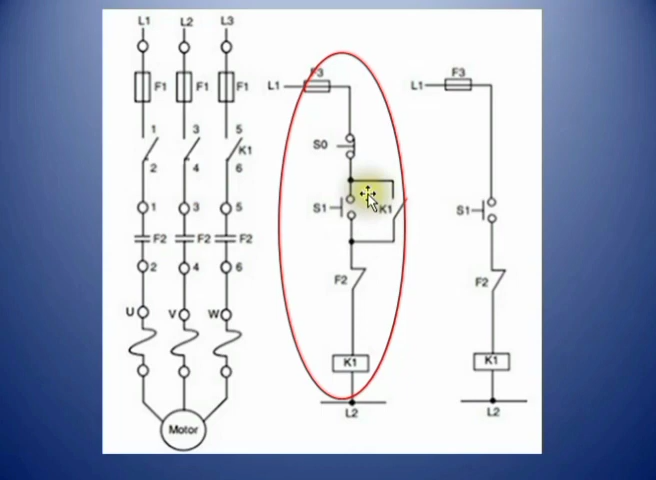 L1 L2 L3
F1 F1 F1
1 3 5
K1
2 4 6
1 3 5
F2 F2 F2
2 4 6
U V W
Motor
F3
L1
S0
S1 K1
F2
K1
L2
F3
L1
S1
F2
K1
L2